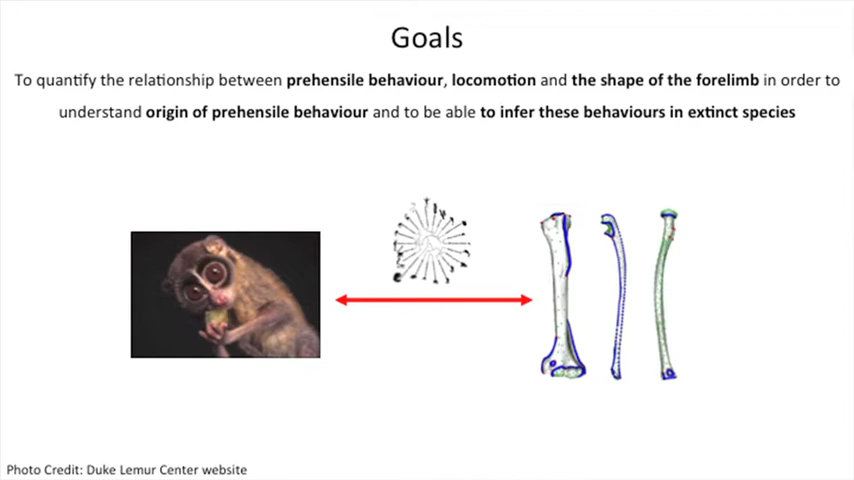 Goals
To quantify the relationship between prehensile behaviour, locomotion and the shape of the forelimb in order to
understand origin of prehensile behaviour and to be able to infer these behaviours in extinct species
Photo Credit: Duke Lemur Center website